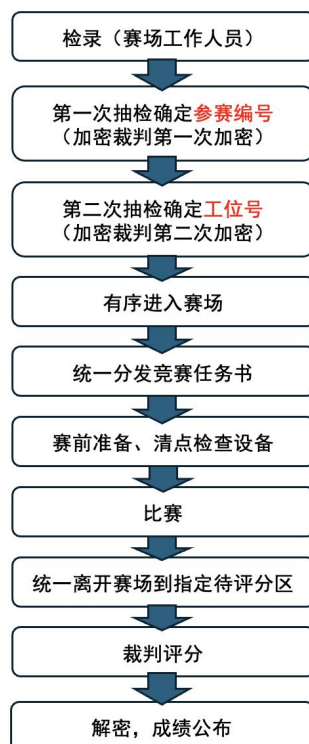 检录（赛场工作人员）
第一次抽检确定参赛编号
（加密裁判第一次加密）
第二次抽检确定工位号
（加密裁判第二次加密）
有序进入赛场
统一分发竞赛任务书
赛前准备、清点检查设备
比赛
统一离开赛场到指定待评分区
裁判评分
解密，成绩公布